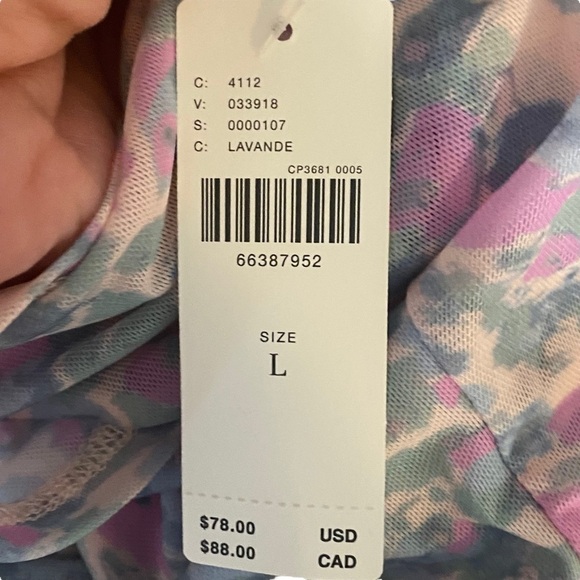 C: 4112
V: 033918
S: 0000107
C: LAVANDE
CP3681 0005
66387952
SIZE
L
$78.00 USD
$88.00 CAD